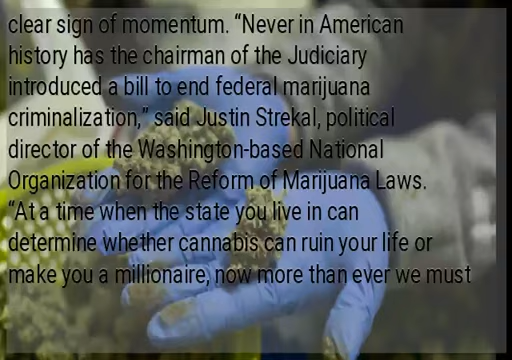 clear sign of momentum. “Never in American
history has the chairman of the Judiciary
introduced a bill to end federal marijuana
criminalization,” said Justin Strekal, political
director of the Washington-based National
Organization for the Reform of Marijuana Laws.
“At a time when the state you live in can
determine whether cannabis can ruin your life or
make you a millionaire, now more than ever we must